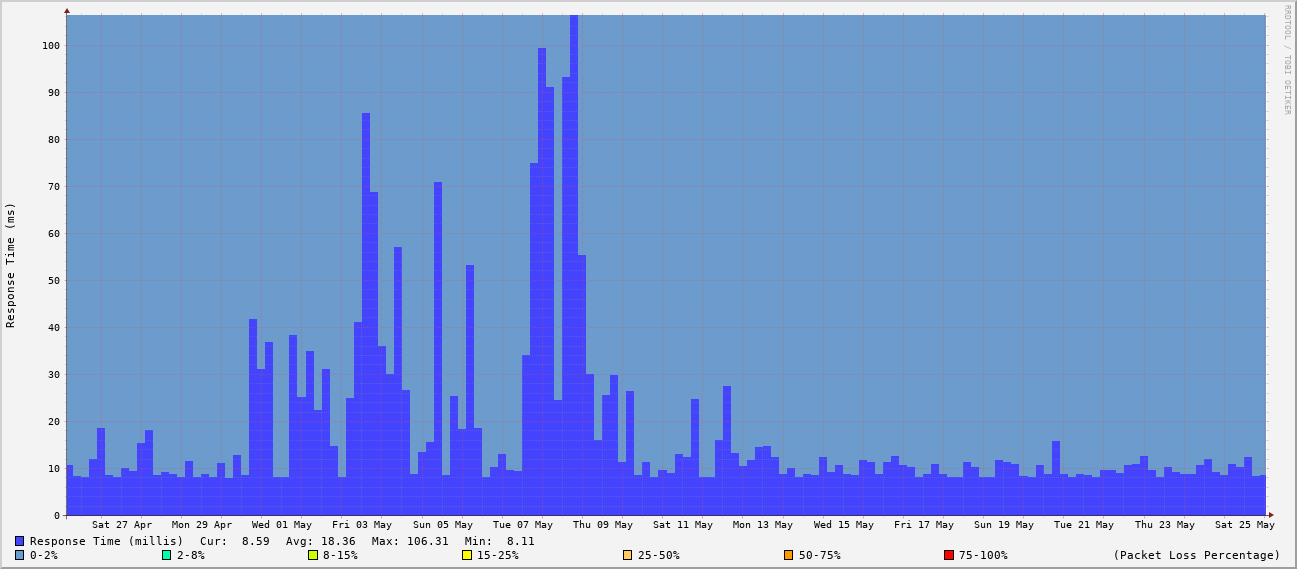 RRDTOOL / TOBI OETIKER
Response Time (ms)
100
90
80
70
60
50
40
30
20
10
0
Sat 27 Apr Mon 29 Apr Wed 01 May Fri 03 May Sun 05 May Tue 07 May Thu 09 May Sat 11 May Mon 13 May Wed 15 May Fri 17 May Sun 19 May Tue 21 May Thu 23 May Sat 25 May
Response Time (millis) Cur: 8.59 Avg: 18.36 Max: 106.31 Min: 8.11
0-2% 2-8% 8-15% 15-25% 25-50% 50-75% 75-100% (Packet Loss Percentage)